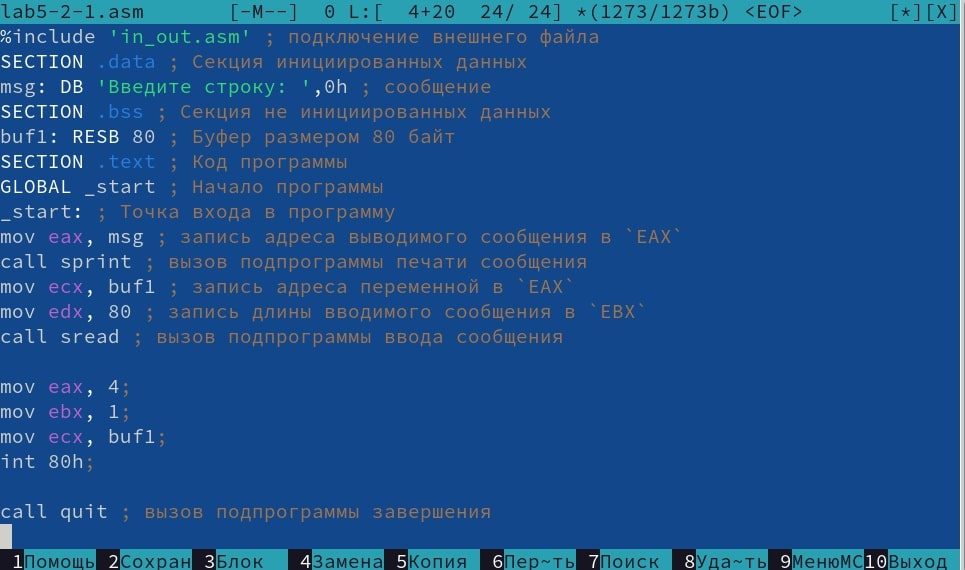 lab5-2-1.asm [-M--] 0 L:[ 4+20 24/ 24] *(1273/1273b) <EOF> [*][X]
%include 'in_out.asm' ; подключение внешнего файла
SECTION .data ; Секция инициированных данных
msg: DB 'Введите строку: ',0h ; сообщение
SECTION .bss ; Секция не инициированных данных
buf1: RESB 80 ; Буфер размером 80 байт
SECTION .text ; Код программы
GLOBAL _start ; Начало программы
_start: ; Точка входа в программу
mov eax, msg ; запись адреса выводимого сообщения в `EAX`
call sprint ; вызов подпрограммы печати сообщения
mov ecx, buf1 ; запись адреса переменной в `EAX`
mov edx, 80 ; запись длины вводимого сообщения в `EBX`
call sread ; вызов подпрограммы ввода сообщения
mov eax, 4;
mov ebx, 1;
mov ecx, buf1;
int 80h;
call quit ; вызов подпрограммы завершения
1Помощь 2Сохран 3Блок 4Замена 5Копия 6Пер~ть 7Поиск 8Уда~ть 9МенюMC 10Выход